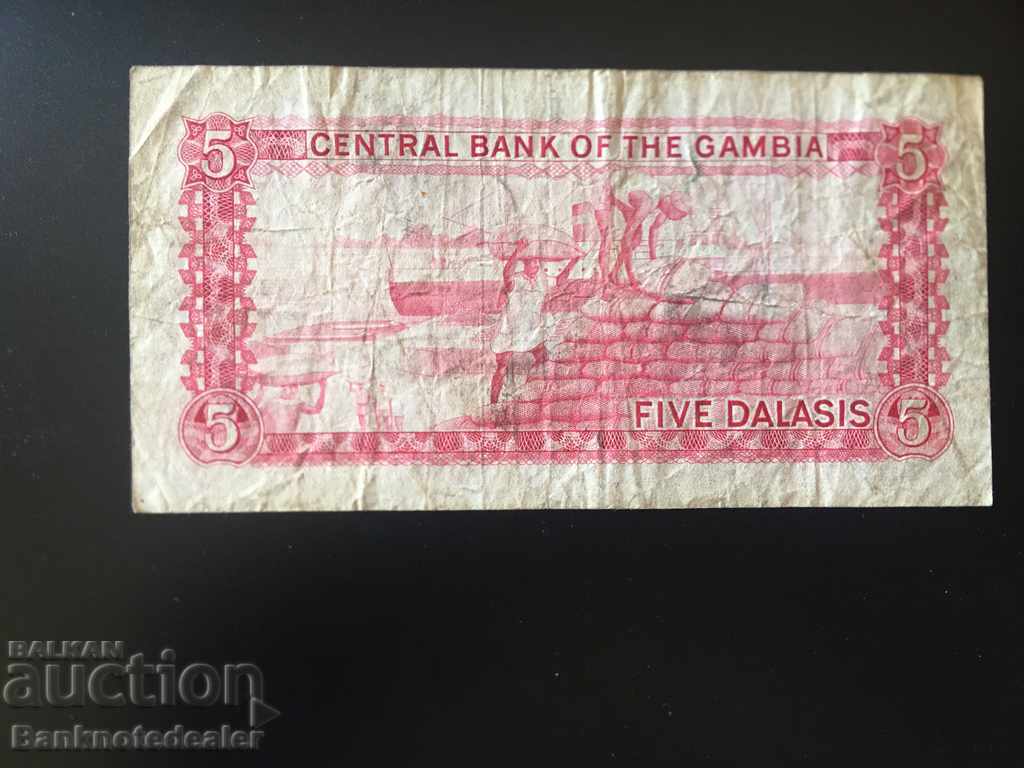 5 CENTRAL BANK OF THE GAMBIA 5
5 FIVE DALASIS 5
BALKAN
auction
Banknotedealer